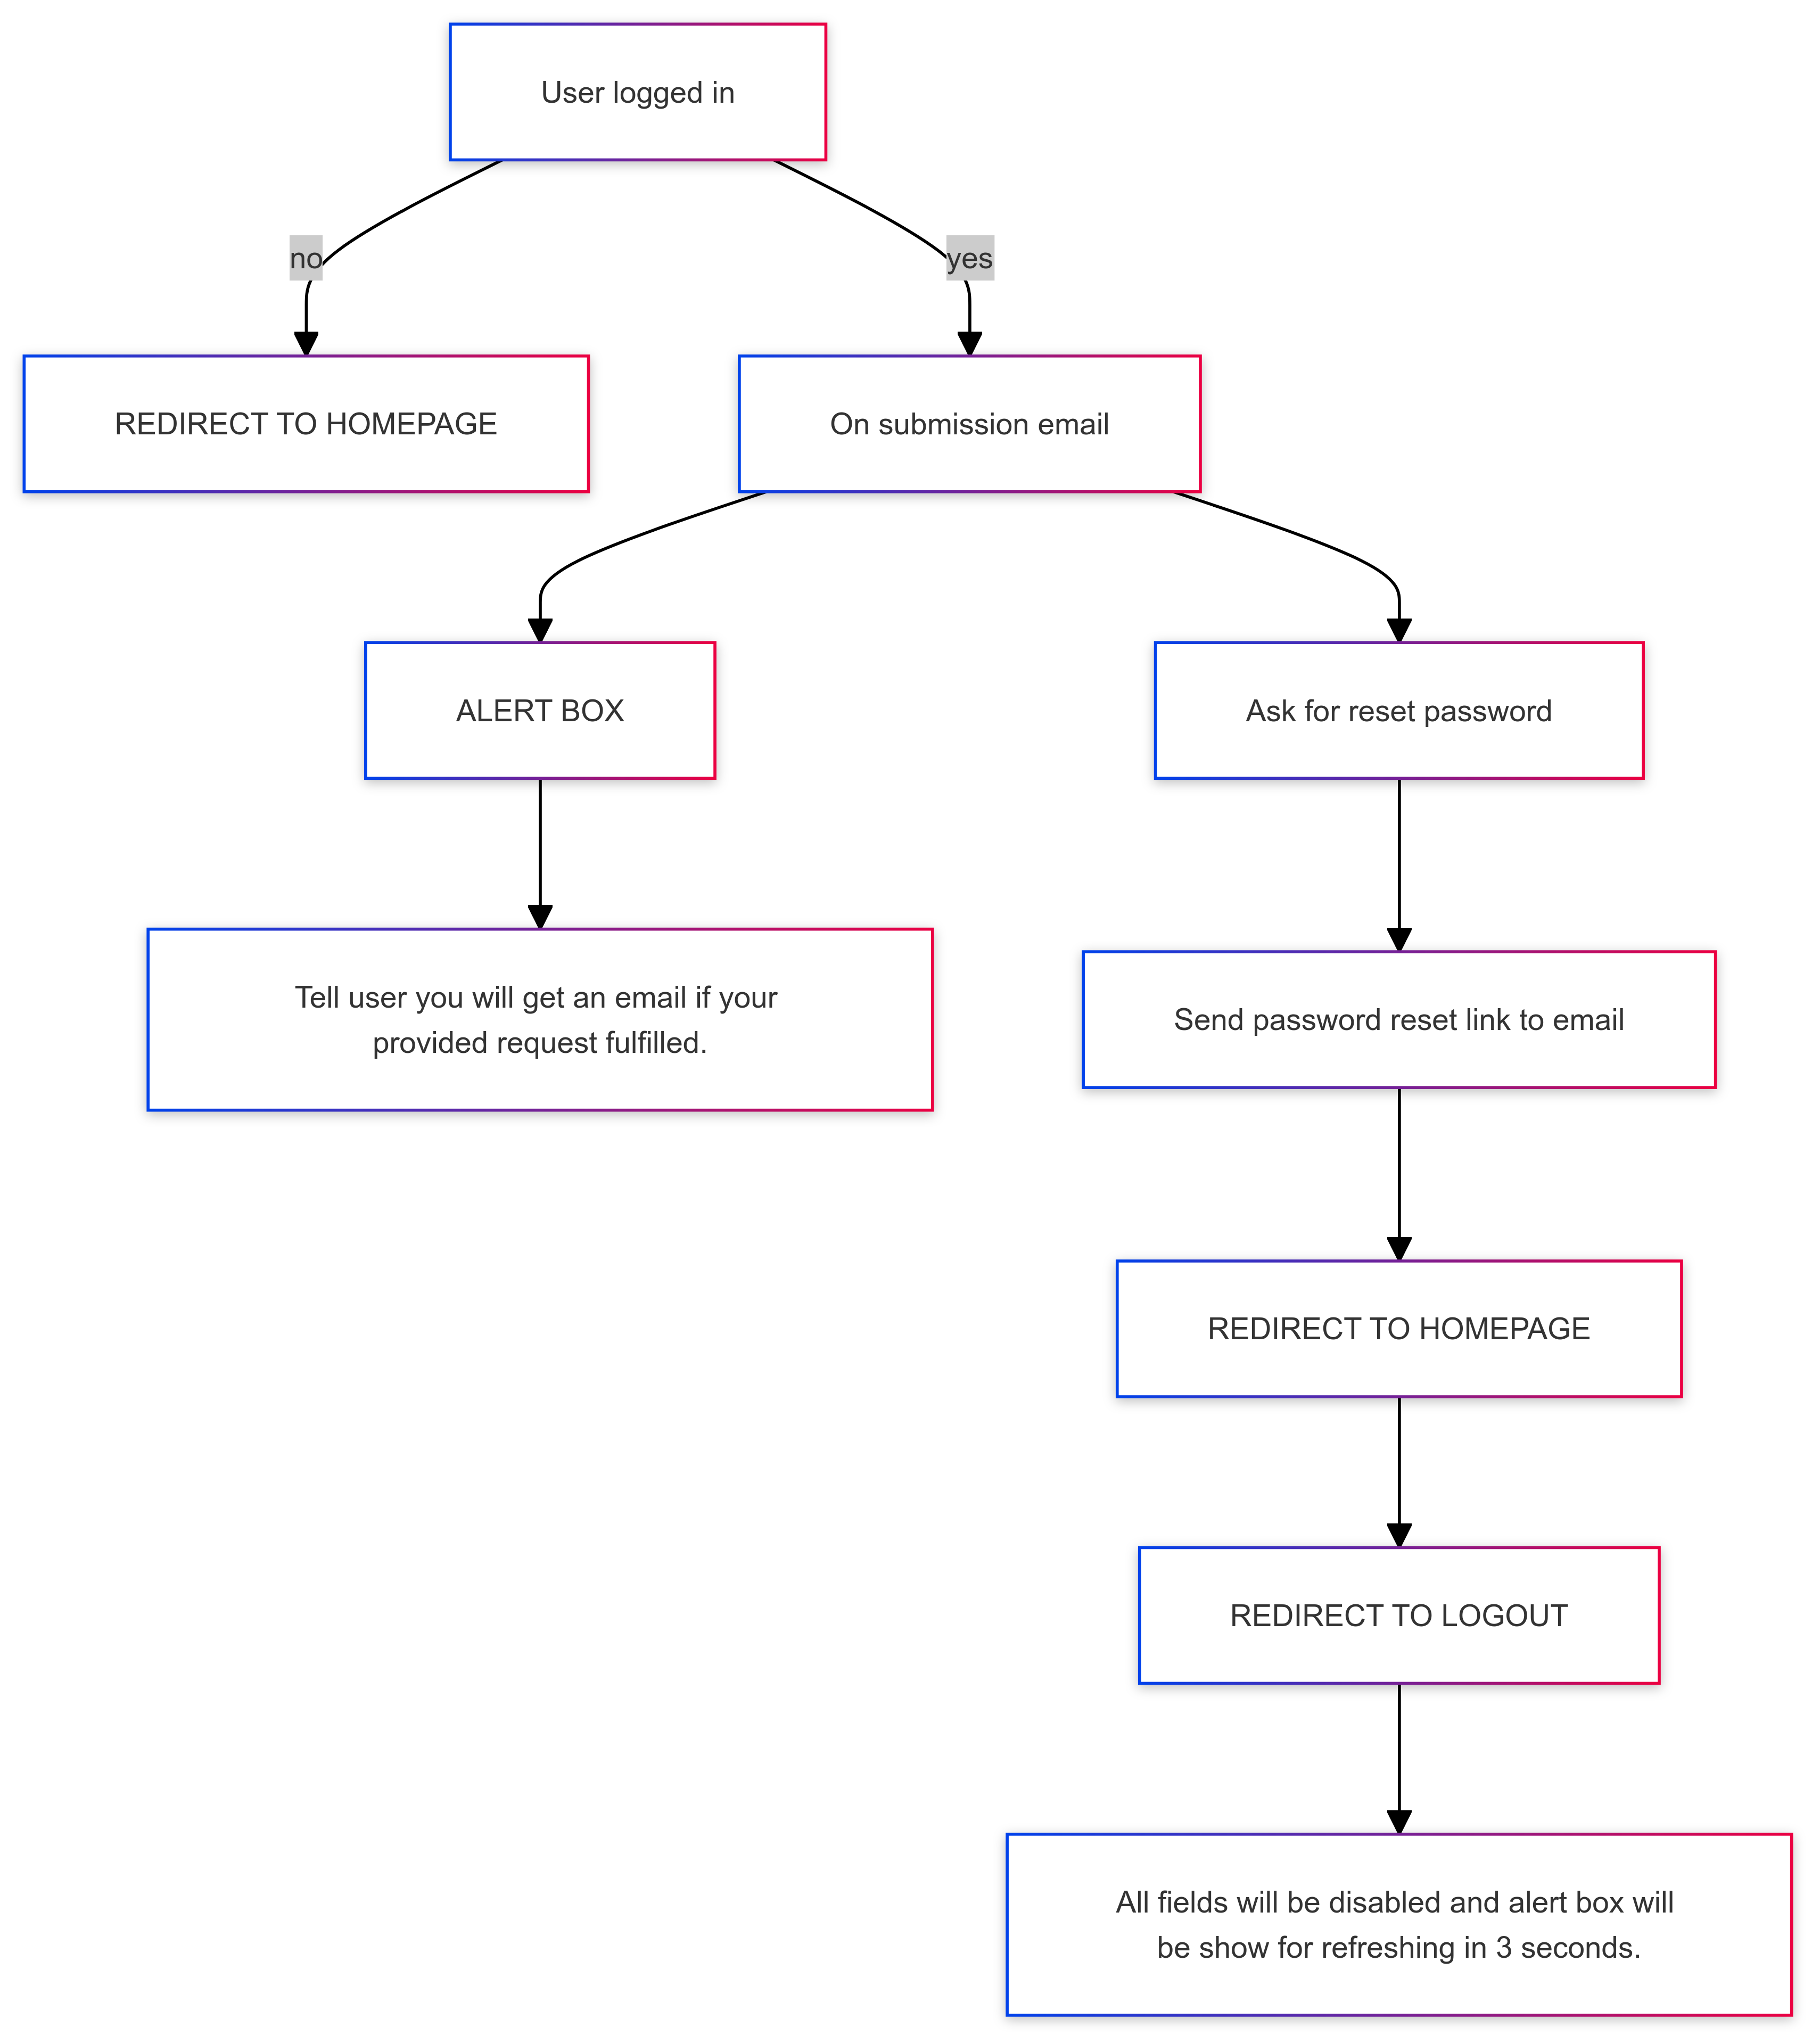 User logged in
no
yes
REDIRECT TO HOMEPAGE
On submission email
ALERT BOX
Ask for reset password
Tell user you will get an email if your
provided request fulfilled.
Send password reset link to email
REDIRECT TO HOMEPAGE
REDIRECT TO LOGOUT
All fields will be disabled and alert box will
be show for refreshing in 3 seconds.